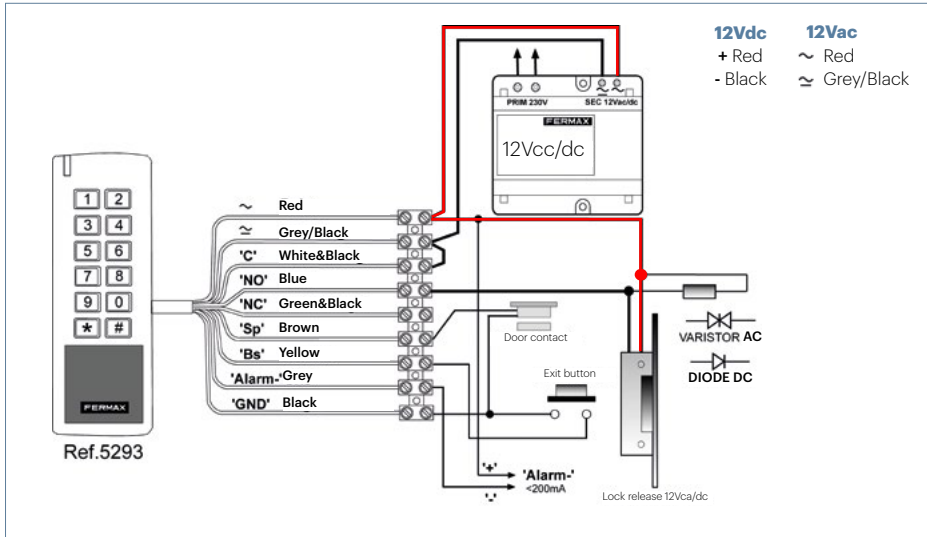 12Vdc 12Vac
+ Red ~ Red
- Black ≃ Grey/Black
PRIM 230V SEC 12Vac/dc
FERMAX
12Vcc/dc
1 2
3 4
5 6
7 8
9 0
* #
FERMAX
Ref.5293
~ Red
≃ Grey/Black
'C' White&Black
'NO' Blue
'NC' Green&Black
'Sp' Brown
'Bs' Yellow
'Alarm-' Grey
'GND' Black
Door contact
Exit button
VARISTOR AC
DIODE DC
'+' 'Alarm-'
<200mA
'-'
Lock release 12Vca/dc